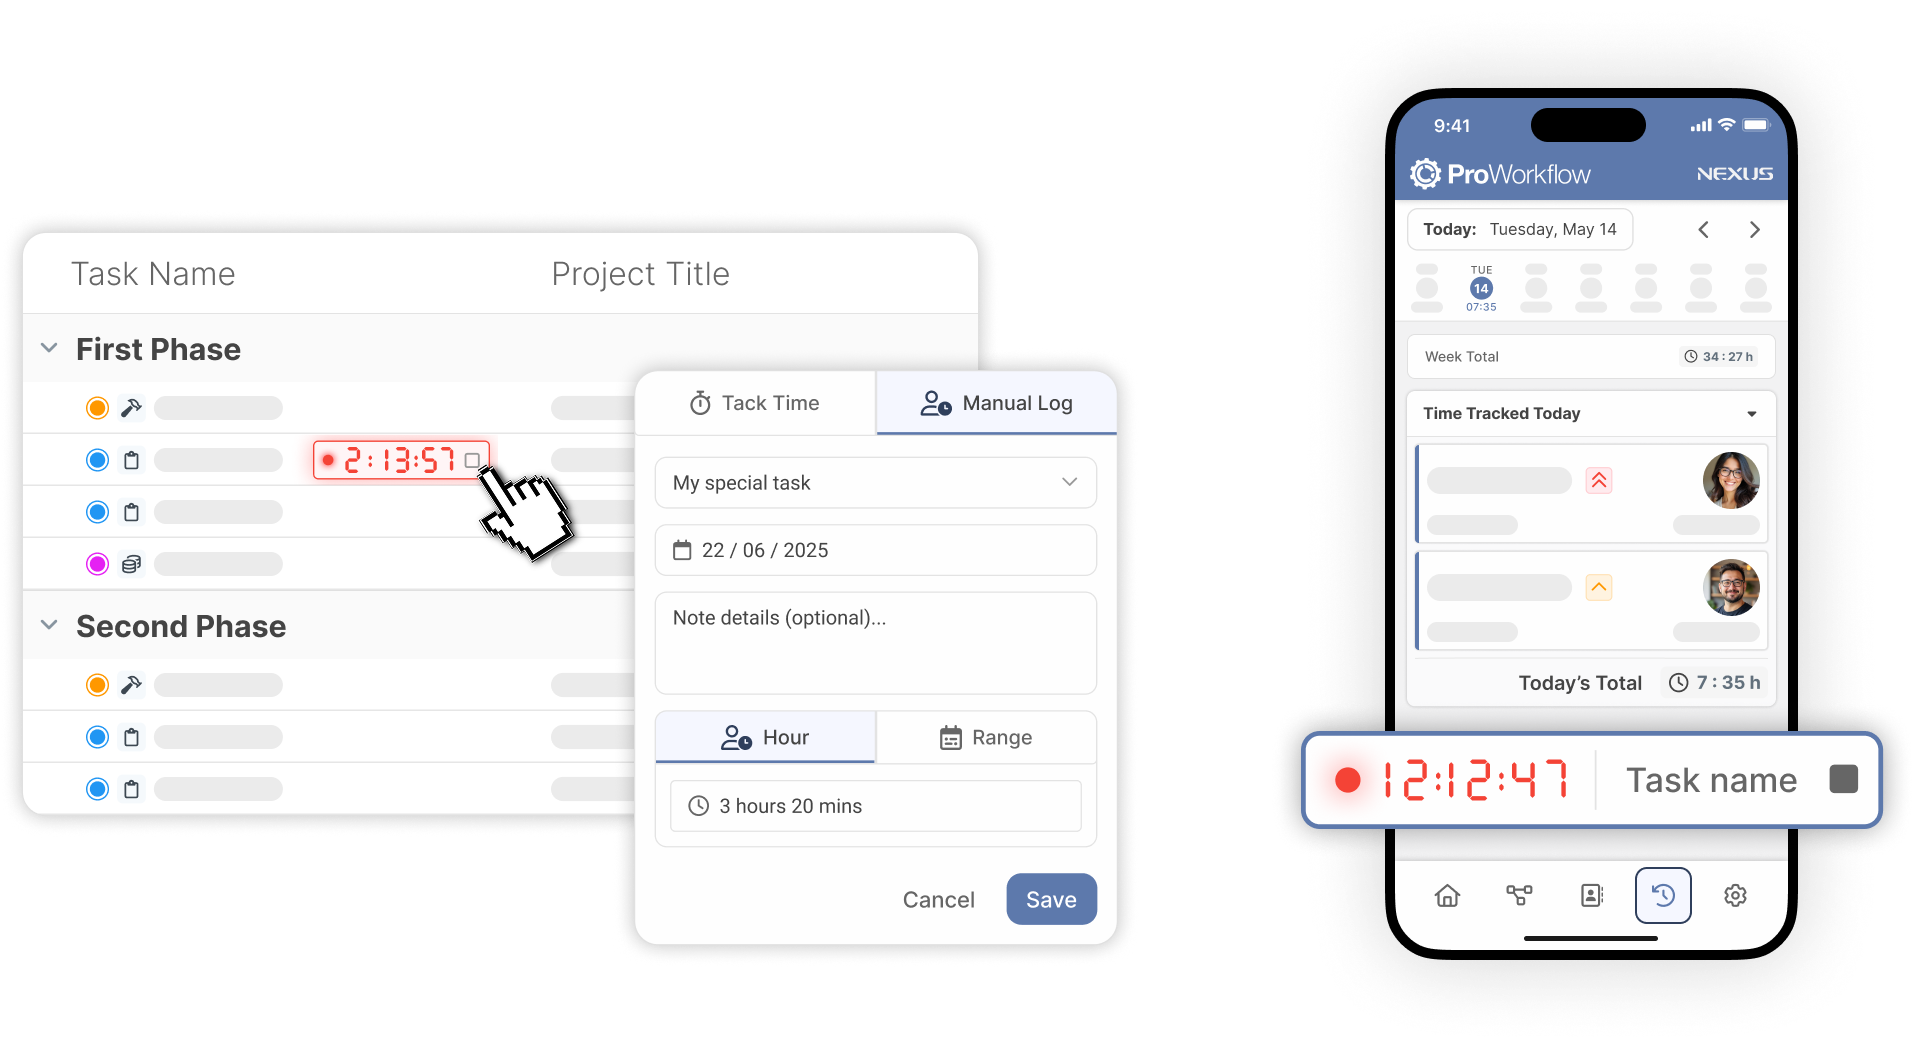 Task Name Project Title
First Phase
2:13:57
Second Phase
Tack Time Manual Log
My special task
22 / 06 / 2025
Note details (optional)...
Hour Range
3 hours 20 mins
Cancel Save
9:41
ProWorkflow NEXUS
Today: Tuesday, May 14
TUE
14
07:35
Week Total 34 : 27 h
Time Tracked Today
Today's Total 7 : 35 h
12:12:47 Task name